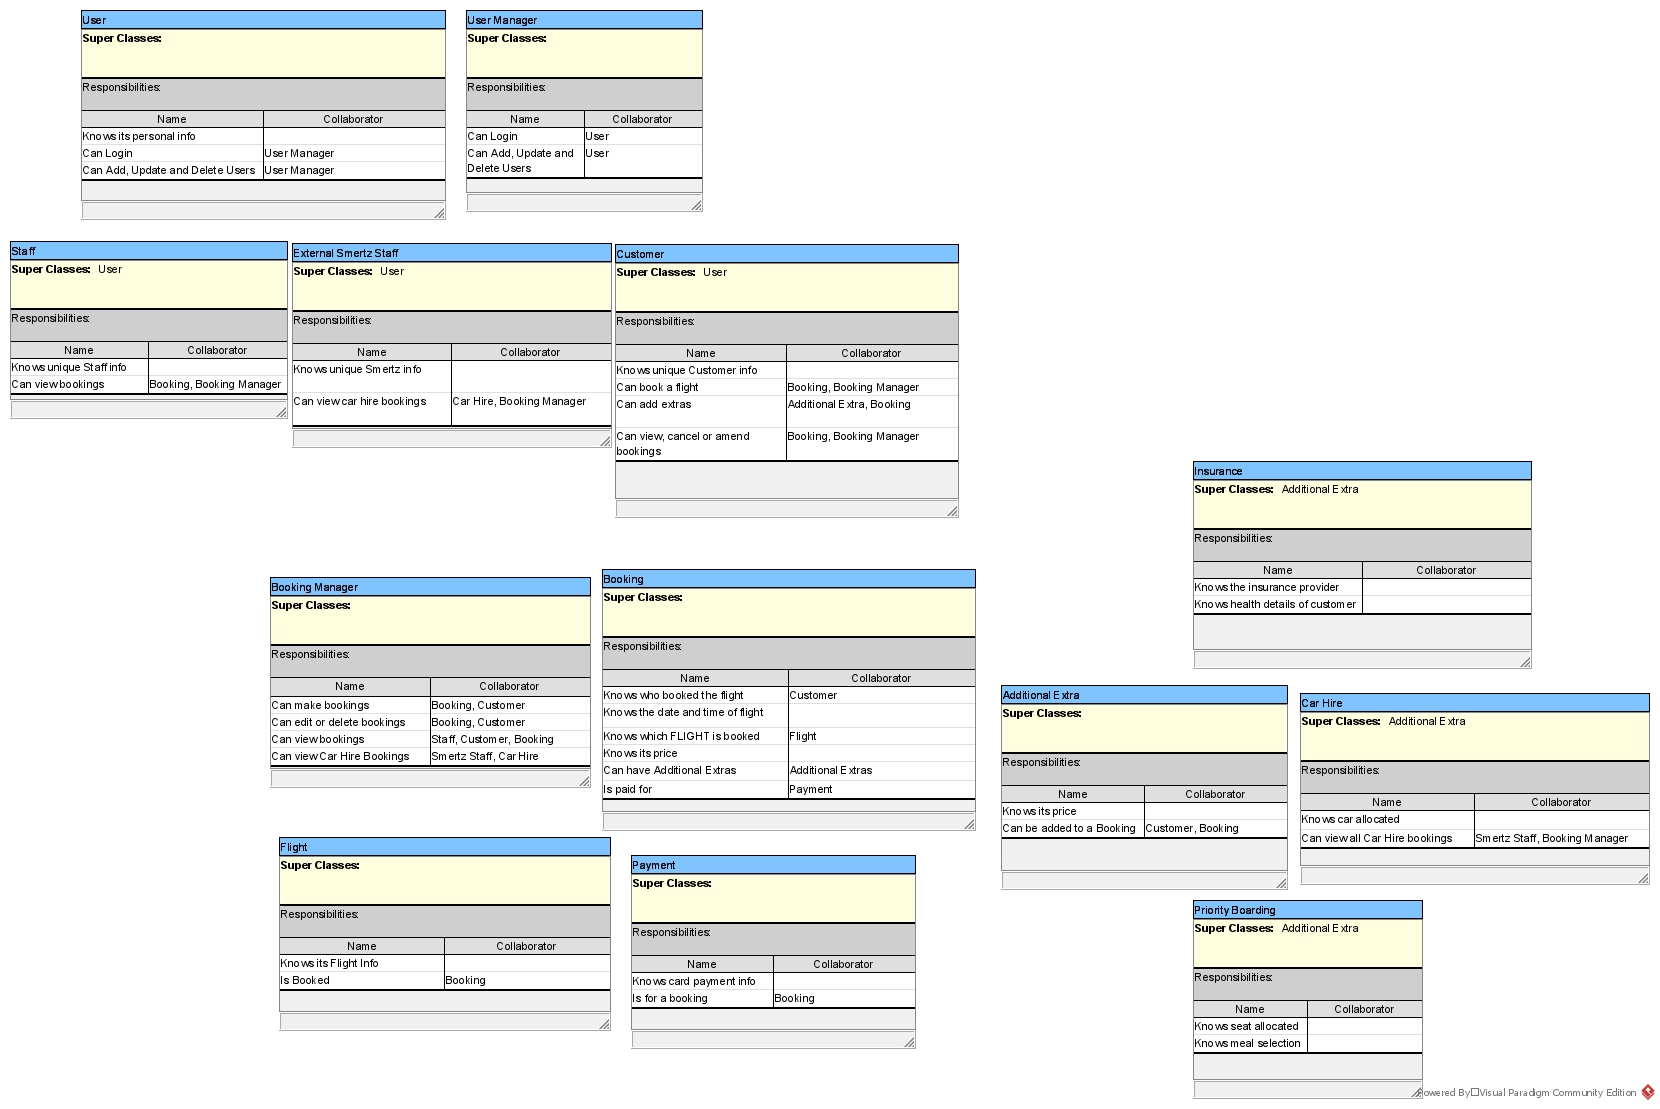 User
Super Classes:
Responsibilities:
Name Collaborator
Knows its personal info
Can Login User Manager
Can Add, Update and Delete Users User Manager
User Manager
Super Classes:
Responsibilities:
Name Collaborator
Can Login User
Can Add, Update and User
Delete Users
Staff
Super Classes: User
Responsibilities:
Name Collaborator
Knows unique Staff info
Can view bookings Booking, Booking Manager
External Smertz Staff
Super Classes: User
Responsibilities:
Name Collaborator
Knows unique Smertz info
Can view car hire bookings Car Hire, Booking Manager
Customer
Super Classes: User
Responsibilities:
Name Collaborator
Knows unique Customer info
Can book a flight Booking, Booking Manager
Can add extras Additional Extra, Booking
Can view, cancel or amend Booking, Booking Manager
bookings
Insurance
Super Classes: Additional Extra
Responsibilities:
Name Collaborator
Knows the insurance provider
Knows health details of customer
Booking Manager
Super Classes:
Responsibilities:
Name Collaborator
Can make bookings Booking, Customer
Can edit or delete bookings Booking, Customer
Can view bookings Staff, Customer, Booking
Can view Car Hire Bookings Smertz Staff, Car Hire
Booking
Super Classes:
Responsibilities:
Name Collaborator
Knows who booked the flight Customer
Knows the date and time of flight
Knows which FLIGHT is booked Flight
Knows its price
Can have Additional Extras Additional Extras
Is paid for Payment
Additional Extra
Super Classes:
Responsibilities:
Name Collaborator
Knows its price
Can be added to a Booking Customer, Booking
Car Hire
Super Classes: Additional Extra
Responsibilities:
Name Collaborator
Knows car allocated
Can view all Car Hire bookings Smertz Staff, Booking Manager
Flight
Super Classes:
Responsibilities:
Name Collaborator
Knows its Flight Info
Is Booked Booking
Payment
Super Classes:
Responsibilities:
Name Collaborator
Knows card payment info
Is for a booking Booking
Priority Boarding
Super Classes: Additional Extra
Responsibilities:
Name Collaborator
Knows seat allocated
Knows meal selection
Powered By Visual Paradigm Community Edition